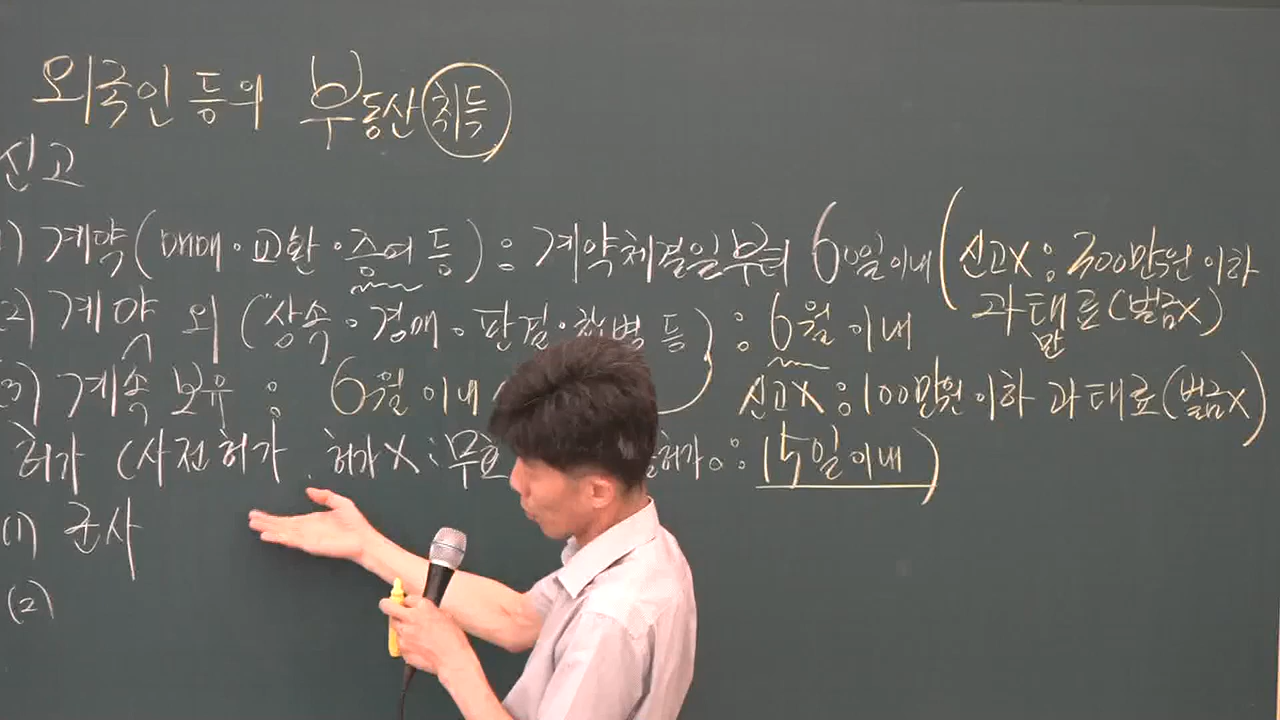 외국인 등의 부동산 취득
신고
1) 계약 (매매·교환·증여 등) : 계약체결일부터 60일 이내 (신고X : 300만원 이하
과태료 (벌금X)
만
(2) 계약 외 (상속·경매·판결· 등) : 6월 이내
(3) 계속 보유 : 6월 이내 신고X : 100만원 이하 과태료 (벌금X)
허가 (사전허가, 허가X : 무 허가 : 15일 이내)
(1) 군사
(2)